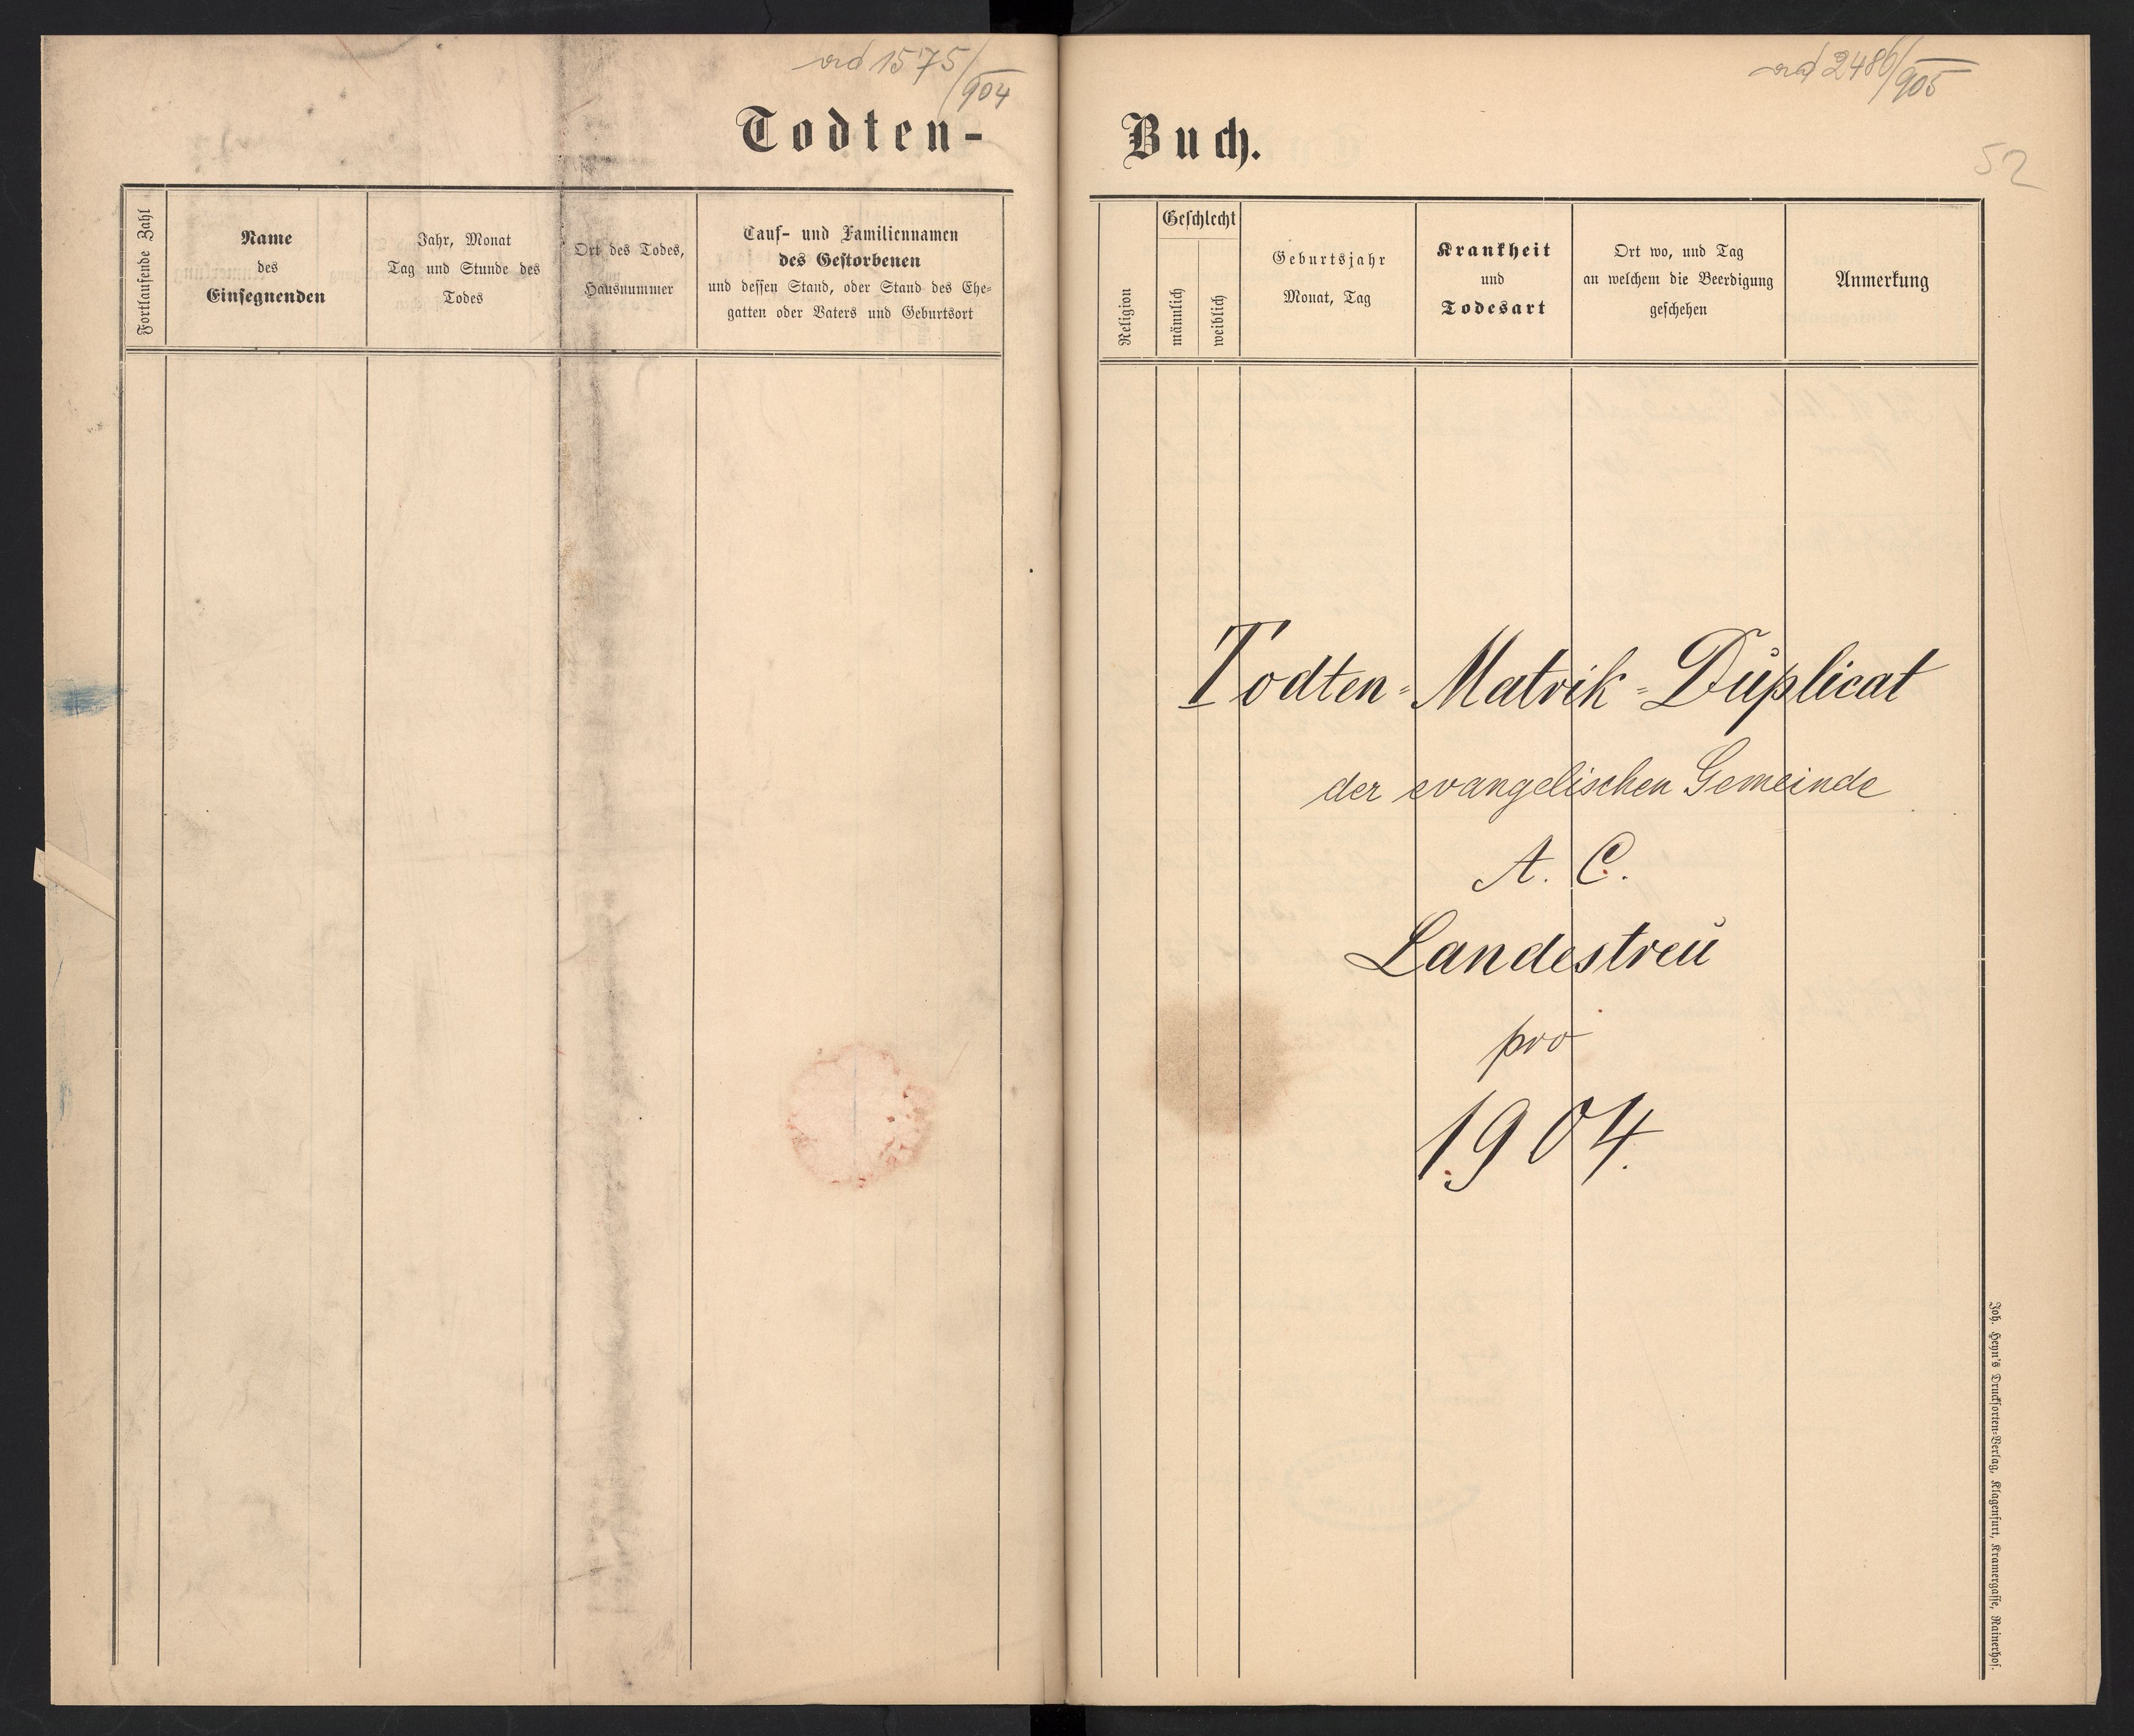 ad 1575/904
Todten-
Fortlaufende Zahl
Name
des
Einsegnenden
Jahr, Monat
Tag und Stunde des
Todes
Ort des Todes,
Hausnummer
Tauf- und Familiennamen
des Gestorbenen
und dessen Stand, oder Stand des Ehe-
gatten oder Vaters und Geburtsort
ad 2486/905
Buch.
52
Religion
Geschlecht
männlich
weiblich
Geburtsjahr
Monat, Tag
Krankheit
und
Todesart
Ort wo, und Tag
an welchem die Beerdigung
geschehen
Anmerkung
Todten-Matrik-Duplicat
der evangelischen Gemeinde
A. C.
Landestreu
pro
1904.
Joh. Heyn's Drucksorten-Verlag, Klagenfurt, Kramergasse, Rainerhof.